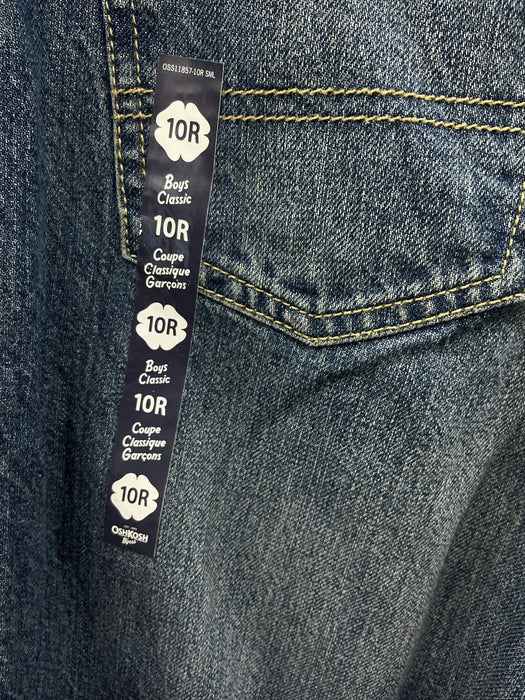 OSS11857-10R SML
10R
Boys
Classic
10R
Coupe
Classique
Garçons
10R
Boys
Classic
10R
Coupe
Classique
Garçons
10R
OSHKOSH
B'gosh